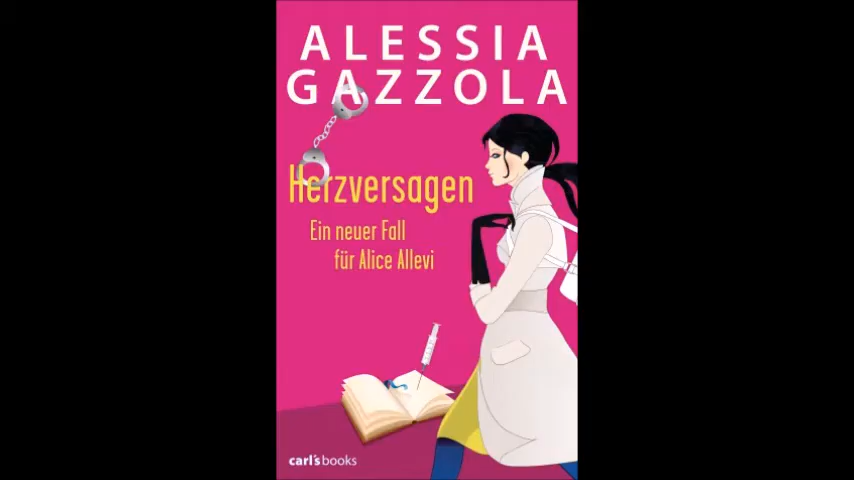 ALESSIA
GAZZOLA
Herzversagen
Ein neuer Fall
für Alice Allevi
carl's books